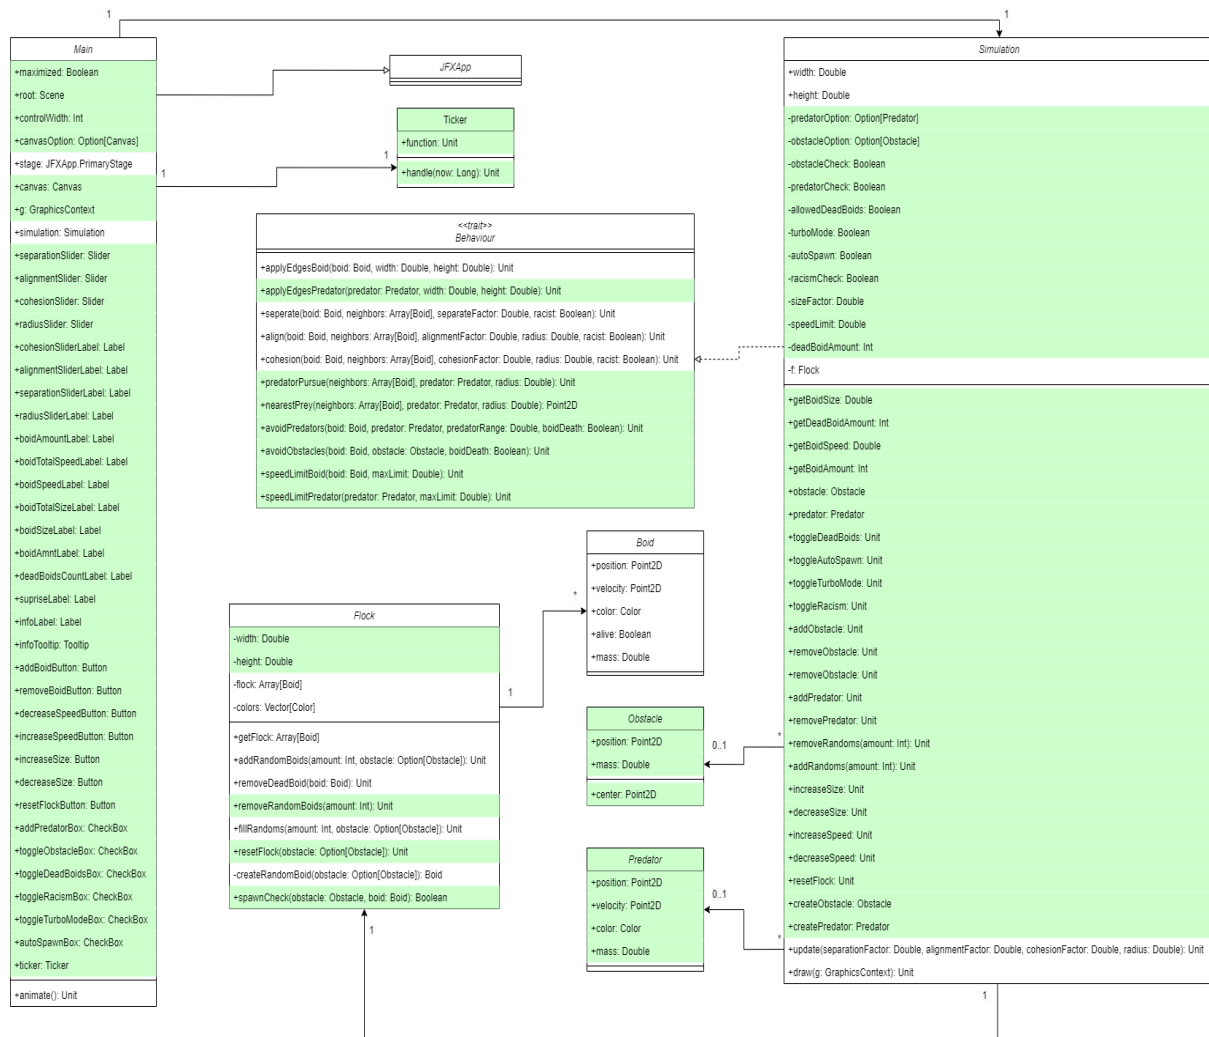 1
1
Main
+maximized: Boolean
+root: Scene
+controlWidth: Int
+canvasOption: Option[Canvas]
+stage: JFXApp.PrimaryStage
+canvas: Canvas
+g: GraphicsContext
+simulation: Simulation
+separationSlider: Slider
+alignmentSlider: Slider
+cohesionSlider: Slider
+radiusSlider: Slider
+cohesionSliderLabel: Label
+alignmentSliderLabel: Label
+separationSliderLabel: Label
+radiusSliderLabel: Label
+boidAmountLabel: Label
+boidTotalSpeedLabel: Label
+boidSpeedLabel: Label
+boidTotalSizeLabel: Label
+boidSizeLabel: Label
+boidAmntLabel: Label
+deadBoidsCountLabel: Label
+supriseLabel: Label
+infoLabel: Label
+infoTooltip: Tooltip
+addBoidButton: Button
+removeBoidButton: Button
+decreaseSpeedButton: Button
+increaseSpeedButton: Button
+increaseSize: Button
+decreaseSize: Button
+resetFlockButton: Button
+addPredatorBox: CheckBox
+toggleObstacleBox: CheckBox
+toggleDeadBoidsBox: CheckBox
+toggleRacismBox: CheckBox
+toggleTurboModeBox: CheckBox
+autoSpawnBox: CheckBox
+ticker: Ticker
+animate(): Unit
JFXApp
1
1
Ticker
+function: Unit
+handle(now: Long): Unit
<<trait>>
Behaviour
+applyEdgesBoid(boid: Boid, width: Double, height: Double): Unit
+applyEdgesPredator(predator: Predator, width: Double, height: Double): Unit
+seperate(boid: Boid, neighbors: Array[Boid], separateFactor: Double, racist: Boolean): Unit
+align(boid: Boid, neighbors: Array[Boid], alignmentFactor: Double, radius: Double, racist: Boolean): Unit
+cohesion(boid: Boid, neighbors: Array[Boid], cohesionFactor: Double, radius: Double, racist: Boolean): Unit
+predatorPursue(neighbors: Array[Boid], predator: Predator, radius: Double): Unit
+nearestPrey(neighbors: Array[Boid], predator: Predator, radius: Double): Point2D
+avoidPredators(boid: Boid, predator: Predator, predatorRange: Double, boidDeath: Boolean): Unit
+avoidObstacles(boid: Boid, obstacle: Obstacle, boidDeath: Boolean): Unit
+speedLimitBoid(boid: Boid, maxLimit: Double): Unit
+speedLimitPredator(predator: Predator, maxLimit: Double): Unit
Flock
-width: Double
-height: Double
-flock: Array[Boid]
-colors: Vector[Color]
+getFlock: Array[Boid]
+addRandomBoids(amount: Int, obstacle: Option[Obstacle]): Unit
+removeDeadBoid(boid: Boid): Unit
+removeRandomBoids(amount: Int): Unit
+fillRandoms(amount: Int, obstacle: Option[Obstacle]): Unit
+resetFlock(obstacle: Option[Obstacle]): Unit
-createRandomBoid(obstacle: Option[Obstacle]): Boid
+spawnCheck(obstacle: Obstacle, boid: Boid): Boolean
1
1
*
Boid
+position: Point2D
+velocity: Point2D
+color: Color
+alive: Boolean
+mass: Double
Obstacle
+position: Point2D
+mass: Double
+center: Point2D
0..1
*
Predator
+position: Point2D
+velocity: Point2D
+color: Color
+mass: Double
0..1
*
Simulation
+width: Double
+height: Double
-predatorOption: Option[Predator]
-obstacleOption: Option[Obstacle]
-obstacleCheck: Boolean
-predatorCheck: Boolean
-allowedDeadBoids: Boolean
-turboMode: Boolean
-autoSpawn: Boolean
-racismCheck: Boolean
-sizeFactor: Double
-speedLimit: Double
-deadBoidAmount: Int
-f: Flock
+getBoidSize: Double
+getDeadBoidAmount: Int
+getBoidSpeed: Double
+getBoidAmount: Int
+obstacle: Obstacle
+predator: Predator
+toggleDeadBoids: Unit
+toggleAutoSpawn: Unit
+toggleTurboMode: Unit
+toggleRacism: Unit
+addObstacle: Unit
+removeObstacle: Unit
+removeObstacle: Unit
+addPredator: Unit
+removePredator: Unit
+removeRandoms(amount: Int): Unit
+addRandoms(amount: Int): Unit
+increaseSize: Unit
+decreaseSize: Unit
+increaseSpeed: Unit
+decreaseSpeed: Unit
+resetFlock: Unit
+createObstacle: Obstacle
+createPredator: Predator
+update(separationFactor: Double, alignmentFactor: Double, cohesionFactor: Double, radius: Double): Unit
+draw(g: GraphicsContext): Unit
1